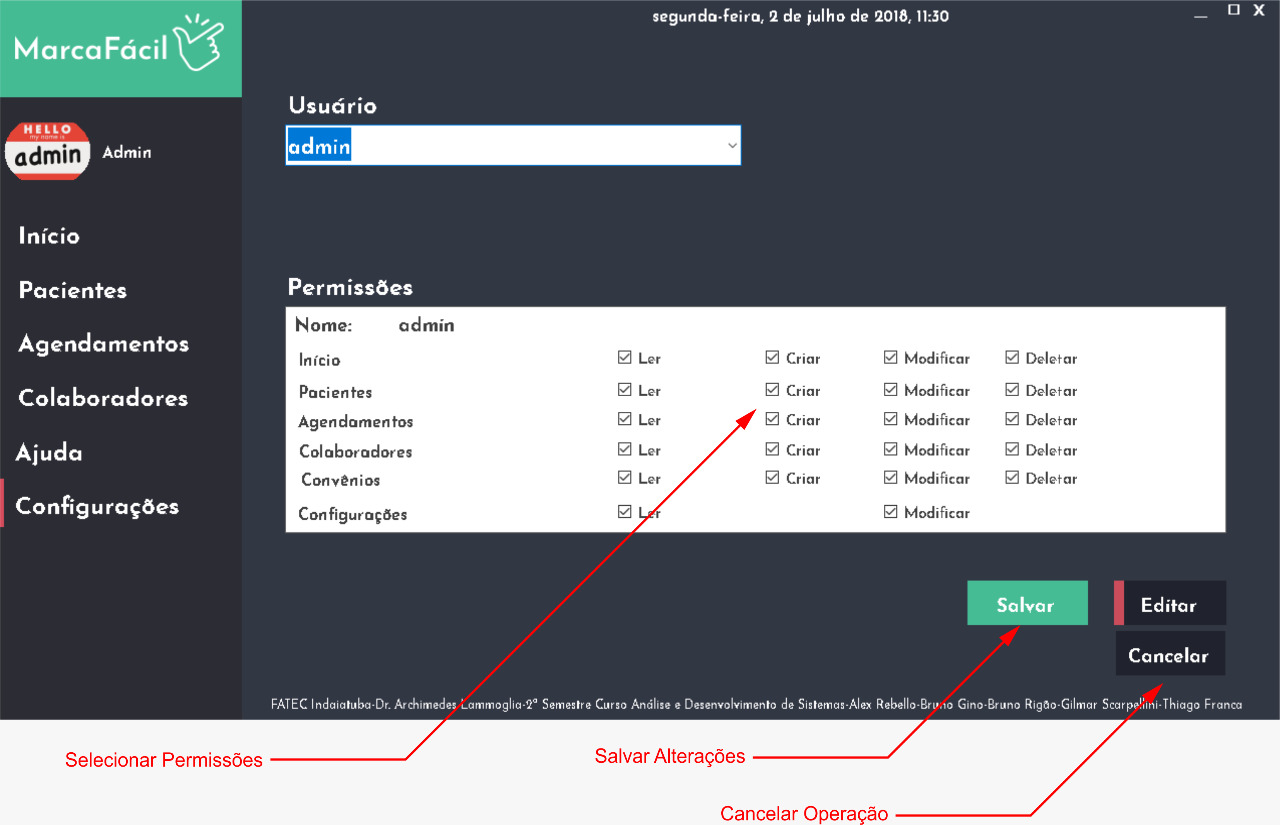 segunda-feira, 2 de julho de 2018, 11:30
X
MarcaFácil
HELLO
my name is
admin
Admin
Início
Pacientes
Agendamentos
Colaboradores
Ajuda
Configurações
Usuário
admin
Permissões
Nome: admin
Início Ler Criar Modificar Deletar
Pacientes Ler Criar Modificar Deletar
Agendamentos Ler Criar Modificar Deletar
Colaboradores Ler Criar Modificar Deletar
Convênios Ler Criar Modificar Deletar
Configurações Ler Modificar
Salvar Editar
Cancelar
FATEC Indaiatuba-Dr. Archimedes Lammoglia-2º Semestre Curso Análise e Desenvolvimento de Sistemas-Alex Rebello-Bruno Gino-Bruno Rigão-Gilmar Scarpellini-Thiago Franca
Selecionar Permissões
Salvar Alterações
Cancelar Operação